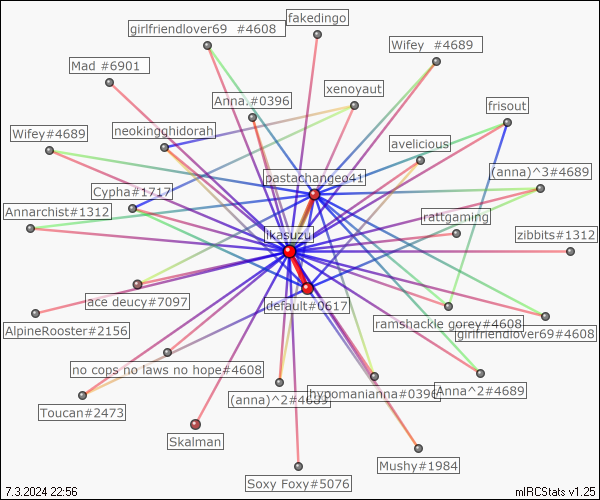 fakedingo
girlfriendlover69 #4608
Wifey #4689
Mad #6901
xenoyaut
Anna #0396
frisout
Wifey#4689
neokingghidorah
avelicious
(anna)^3#4689
pastachangeo41
Cypha#1717
Annarchist#1312
rattgaming
ikasuzu
zibbits#1312
ace deucy#7097
default#0617
AlpineRooster#2156
ramshackle gorey#4608
girlfriendlover69#4608
no cops no laws no hope#4608
Anna^2#4689
hypomanianna#0396
(anna)^2#4689
Toucan#2473
Skalman
Mushy#1984
Soxy Foxy#5076
7.3.2024 22:56
mIRCStats v1.25